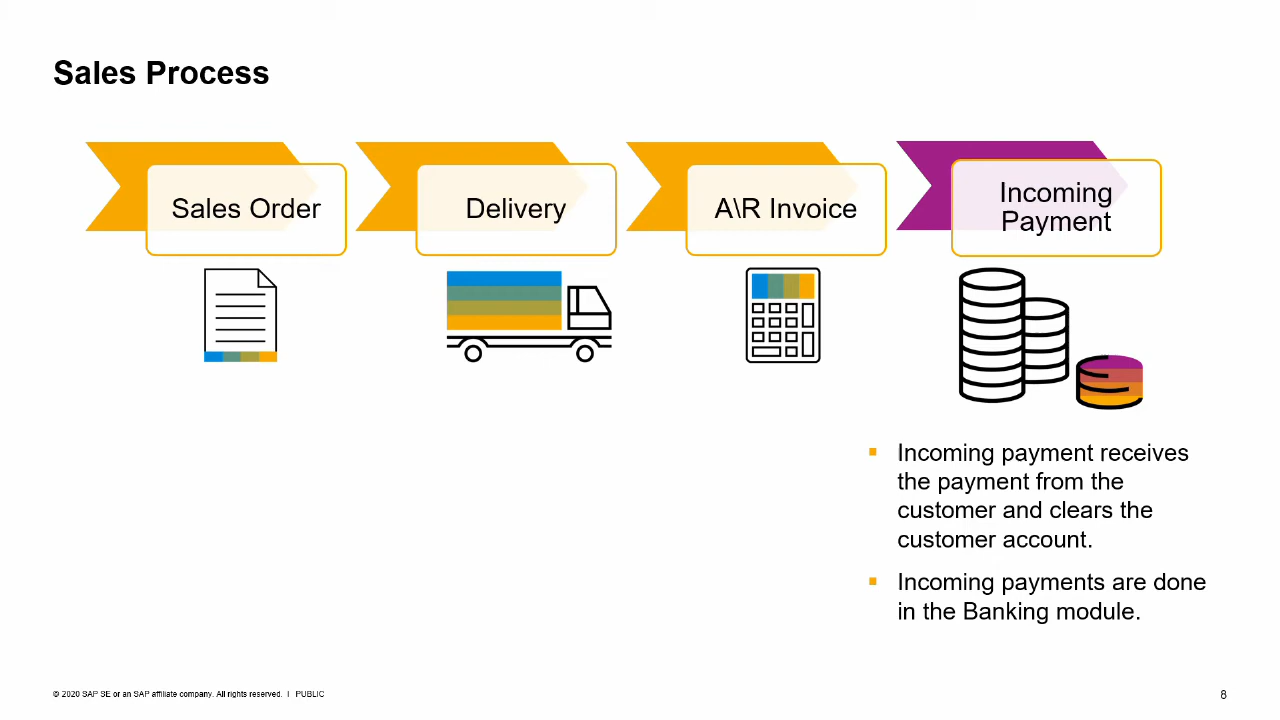 Sales Process
Sales Order
Delivery
A\R Invoice
Incoming
Payment
▪ Incoming payment receives
the payment from the
customer and clears the
customer account.
▪ Incoming payments are done
in the Banking module.
© 2020 SAP SE or an SAP affiliate company. All rights reserved. I PUBLIC
8